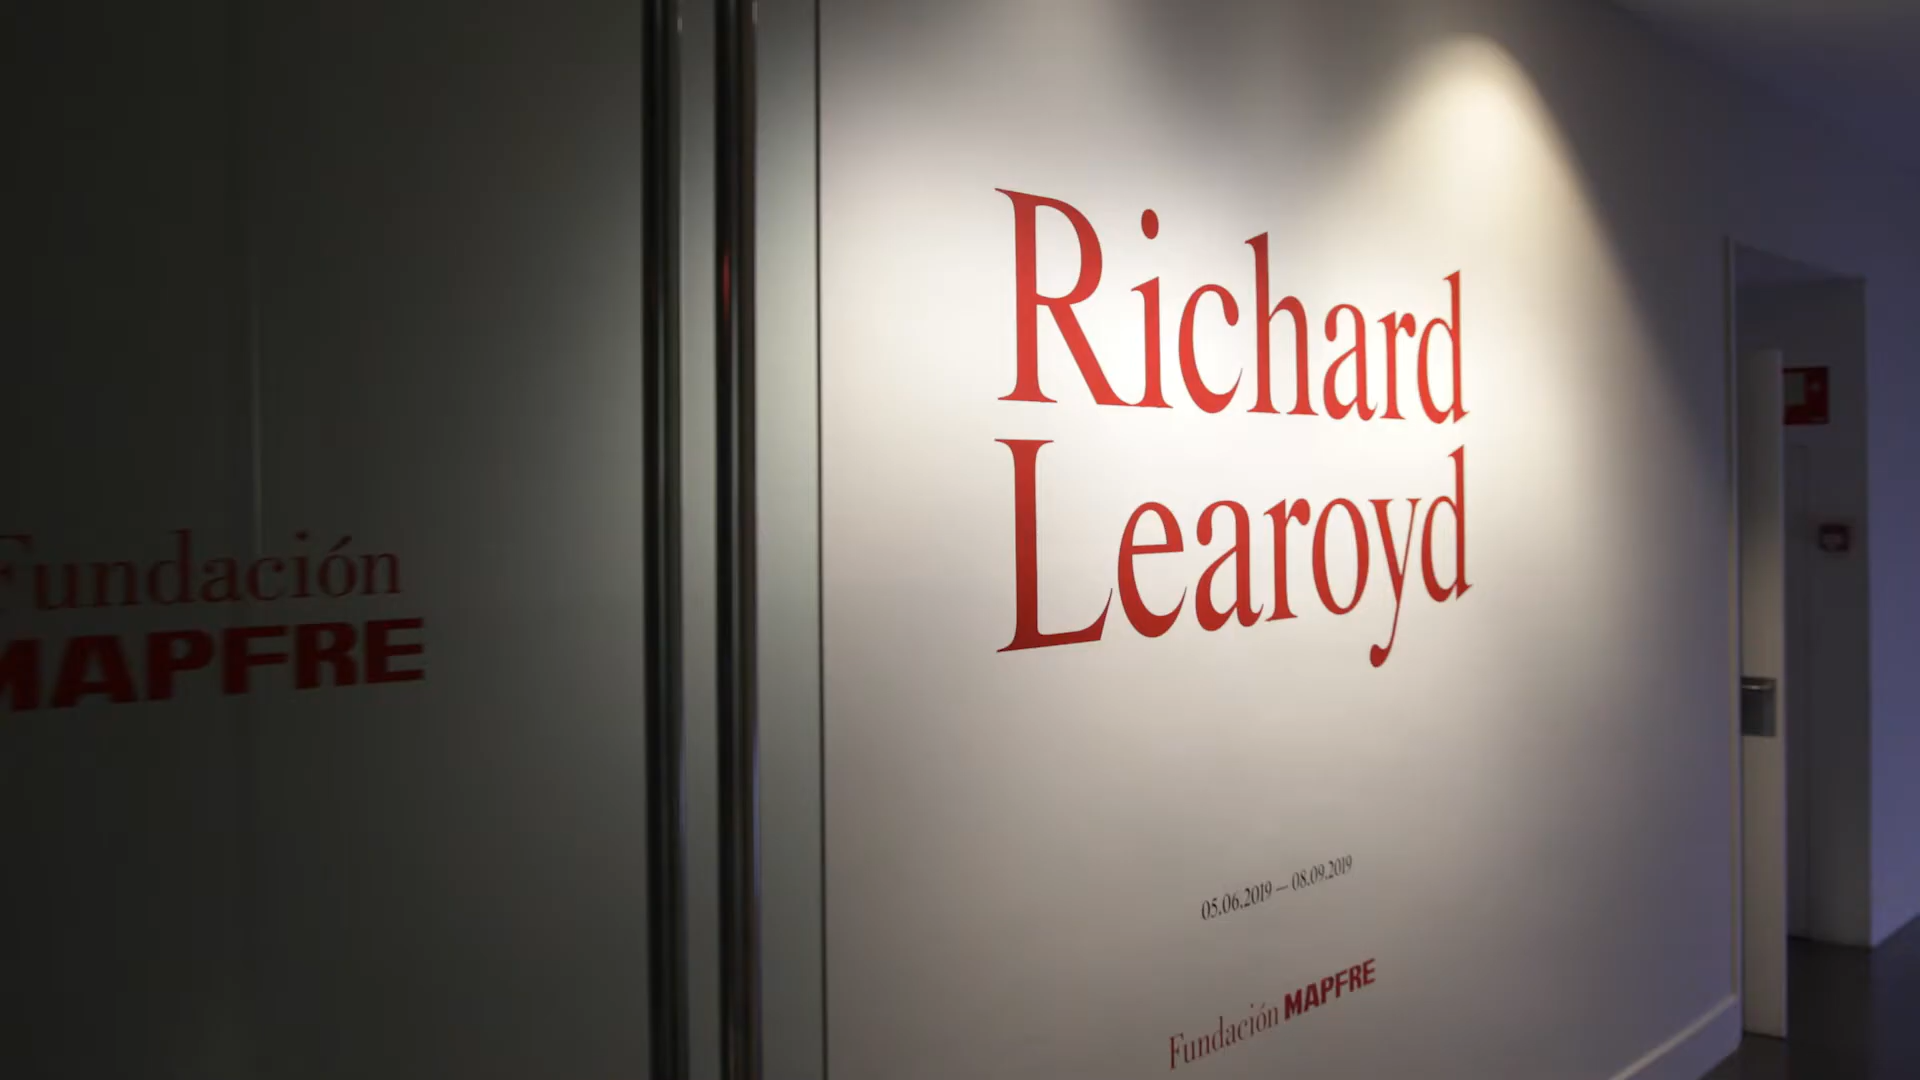 Fundación
MAPFRE
Richard
Learoyd
05.06.2019 — 08.09.2019
Fundación MAPFRE